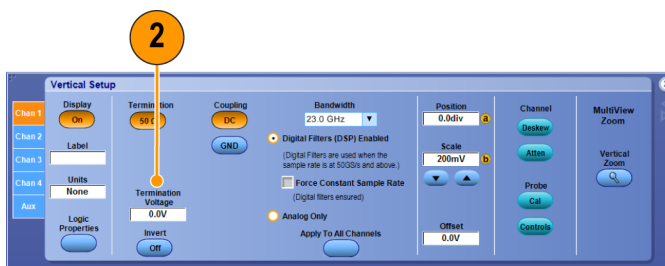 2
Vertical Setup
Chan 1
Chan 2
Chan 3
Chan 4
Aux
Display
On
Label
Units
None
Logic
Properties
Termination
50 Ω
Termination
Voltage
0.0V
Invert
Off
Coupling
DC
GND
Bandwidth
23.0 GHz
Digital Filters (DSP) Enabled
(Digital Filters are used when the
sample rate is at 50GS/s and above.)
Force Constant Sample Rate
(Digital filters ensured)
Analog Only
Apply To All Channels
Position
0.0div
a
Scale
200mV
b
Offset
0.0V
Channel
Deskew
Atten
Probe
Cal
Controls
MultiView
Zoom
Vertical
Zoom